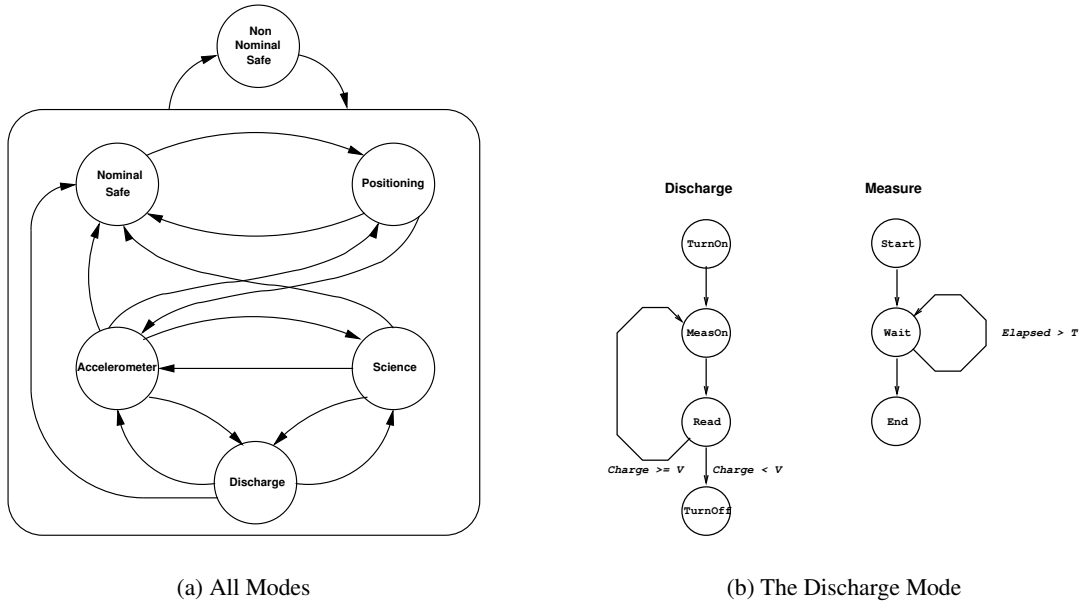 Non
Nominal
Safe
Nominal
Safe
Positioning
Accelerometer
Science
Discharge
(a) All Modes
Discharge
Measure
TurnOn
Start
MeasOn
Wait
Elapsed > T
Read
End
Charge >= V
Charge < V
TurnOff
(b) The Discharge Mode